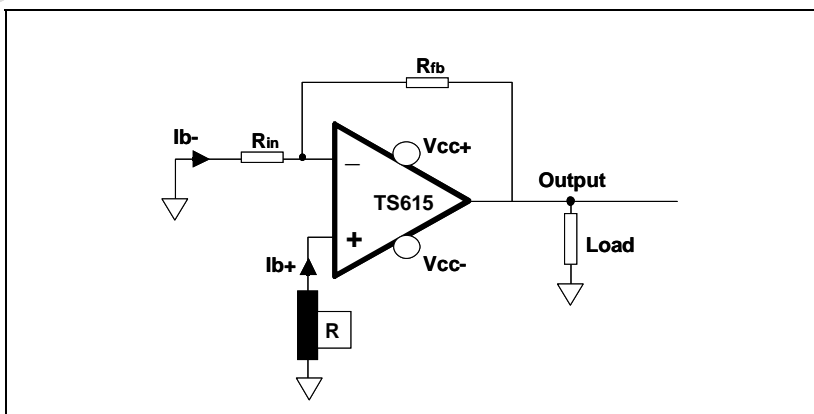 Rfb
Ib-
Rin
Vcc+
_
Output
TS615
+
Load
Ib+
Vcc-
R